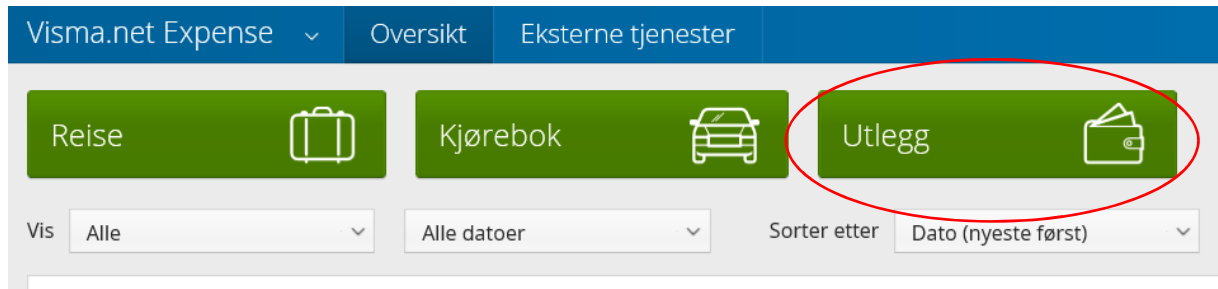 Visma.net Expense Oversikt Eksterne tjenester
Reise Kjørebok Utlegg
Vis Alle Alle datoer Sorter etter Dato (nyeste først)